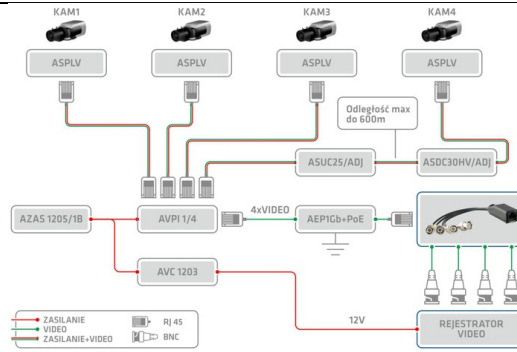 KAM1
KAM2
KAM3
KAM4
ASPLV
ASPLV
ASPLV
ASPLV
Odległość max
do 600m
ASUC25/ADJ
ASDC30HV/ADJ
AZAS 1205/1B
AVPI 1/4
4xVIDEO
AEP1Gb+PoE
AVC 1203
12V
REJESTRATOR
VIDEO
ZASILANIE
VIDEO
ZASILANIE+VIDEO
RJ 45
BNC